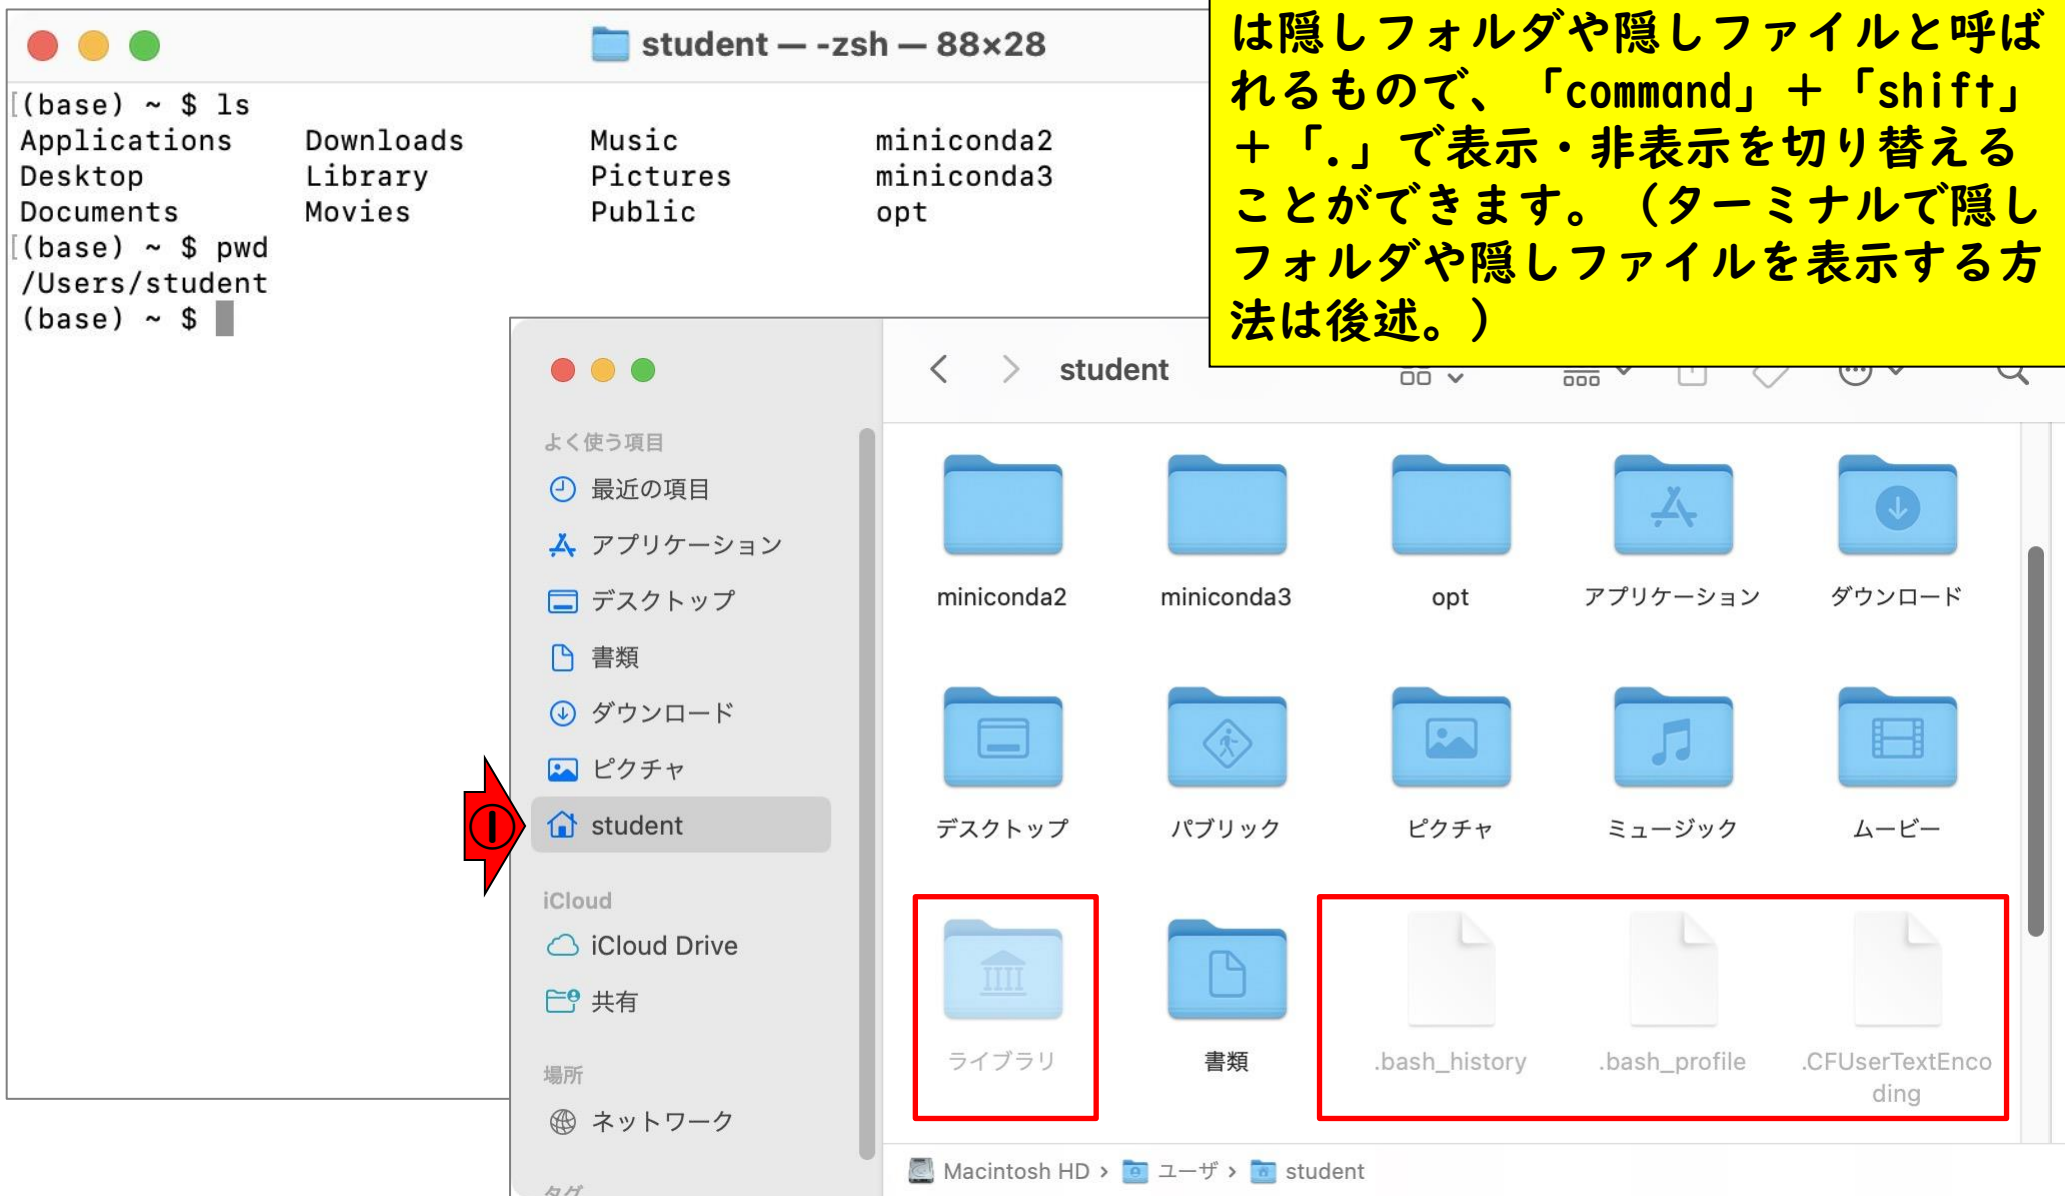 student — -zsh — 88×28
(base) ~ $ ls
Applications Downloads Music miniconda2
Desktop Library Pictures miniconda3
Documents Movies Public opt
(base) ~ $ pwd
/Users/student
(base) ~ $
は隠しフォルダや隠しファイルと呼ば
れるもので、「command」＋「shift」
＋「.」で表示・非表示を切り替える
ことができます。（ターミナルで隠し
フォルダや隠しファイルを表示する方
法は後述。）
student
よく使う項目
最近の項目
アプリケーション
デスクトップ
書類
ダウンロード
ピクチャ
①
student
iCloud
iCloud Drive
共有
場所
ネットワーク
タグ
miniconda2 miniconda3 opt アプリケーション ダウンロード
デスクトップ パブリック ピクチャ ミュージック ムービー
ライブラリ 書類 .bash_history .bash_profile .CFUserTextEnco
ding
Macintosh HD › ユーザ › student